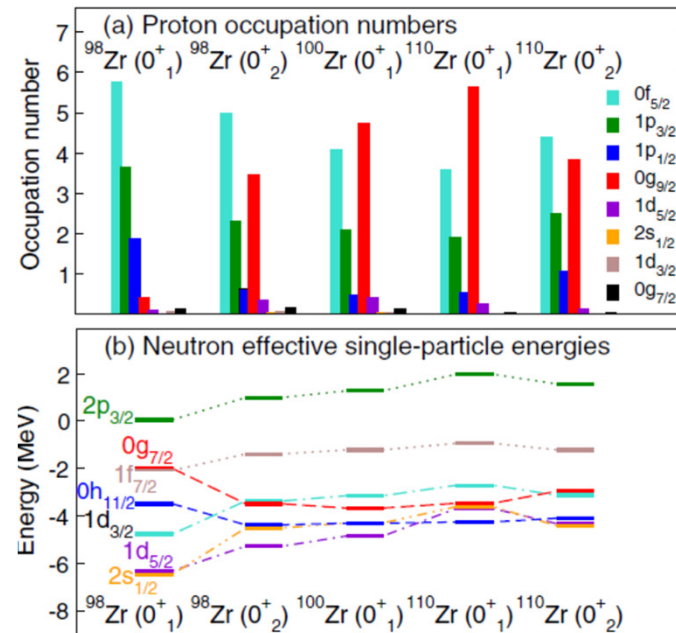 (a) Proton occupation numbers
⁹⁸Zr (0⁺₁) ⁹⁸Zr (0⁺₂) ¹⁰⁰Zr (0⁺₁) ¹¹⁰Zr (0⁺₁) ¹¹⁰Zr (0⁺₂)
7
6
5
4
3
2
1
Occupation number
0f₅/₂
1p₃/₂
1p₁/₂
0g₉/₂
1d₅/₂
2s₁/₂
1d₃/₂
0g₇/₂
(b) Neutron effective single-particle energies
2
0
-2
-4
-6
-8
Energy (MeV)
2p₃/₂
0g₇/₂
1f₇/₂
0h₁₁/₂
1d₃/₂
1d₅/₂
2s₁/₂
⁹⁸Zr (0⁺₁) ⁹⁸Zr (0⁺₂) ¹⁰⁰Zr (0⁺₁) ¹¹⁰Zr (0⁺₁) ¹¹⁰Zr (0⁺₂)